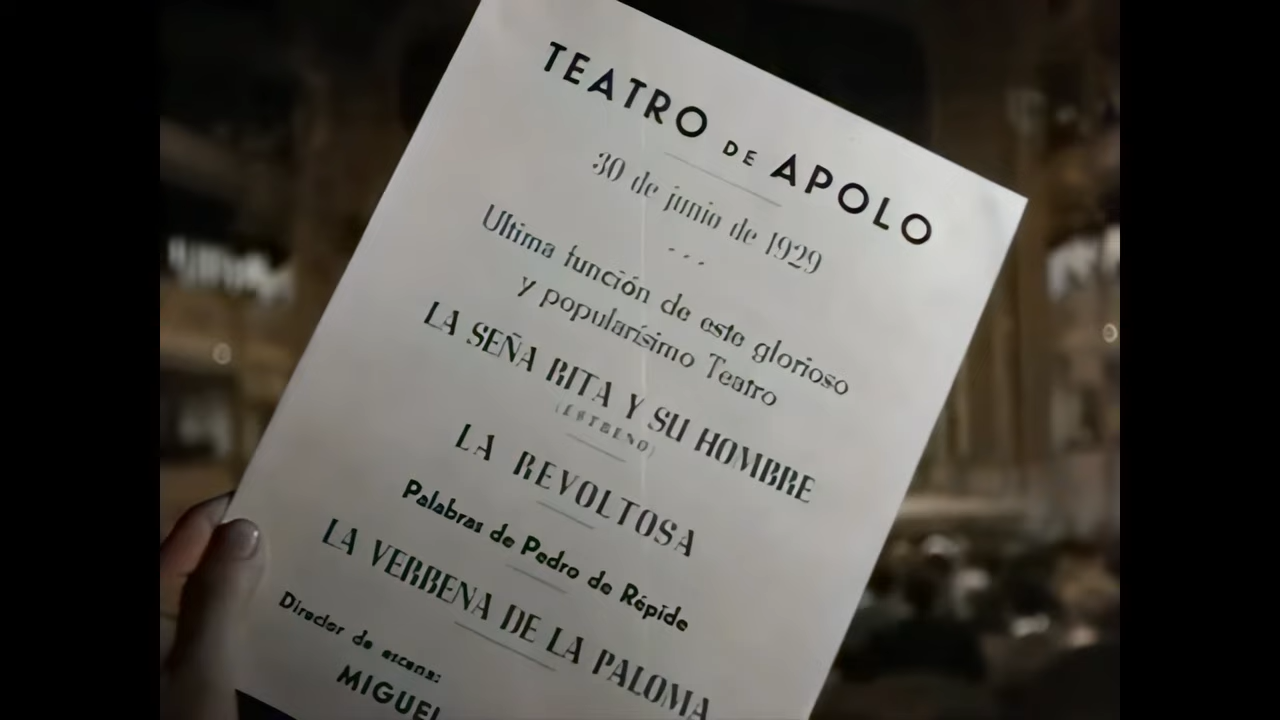 TEATRO DE APOLO
30 de junio de 1929
Ultima función de este glorioso
y popularísimo Teatro
LA SEÑA RITA Y SU HOMBRE
(ESTRENO)
LA REVOLTOSA
Palabras de Pedro de Répide
LA VERBENA DE LA PALOMA
Director de escena:
MIGUEL